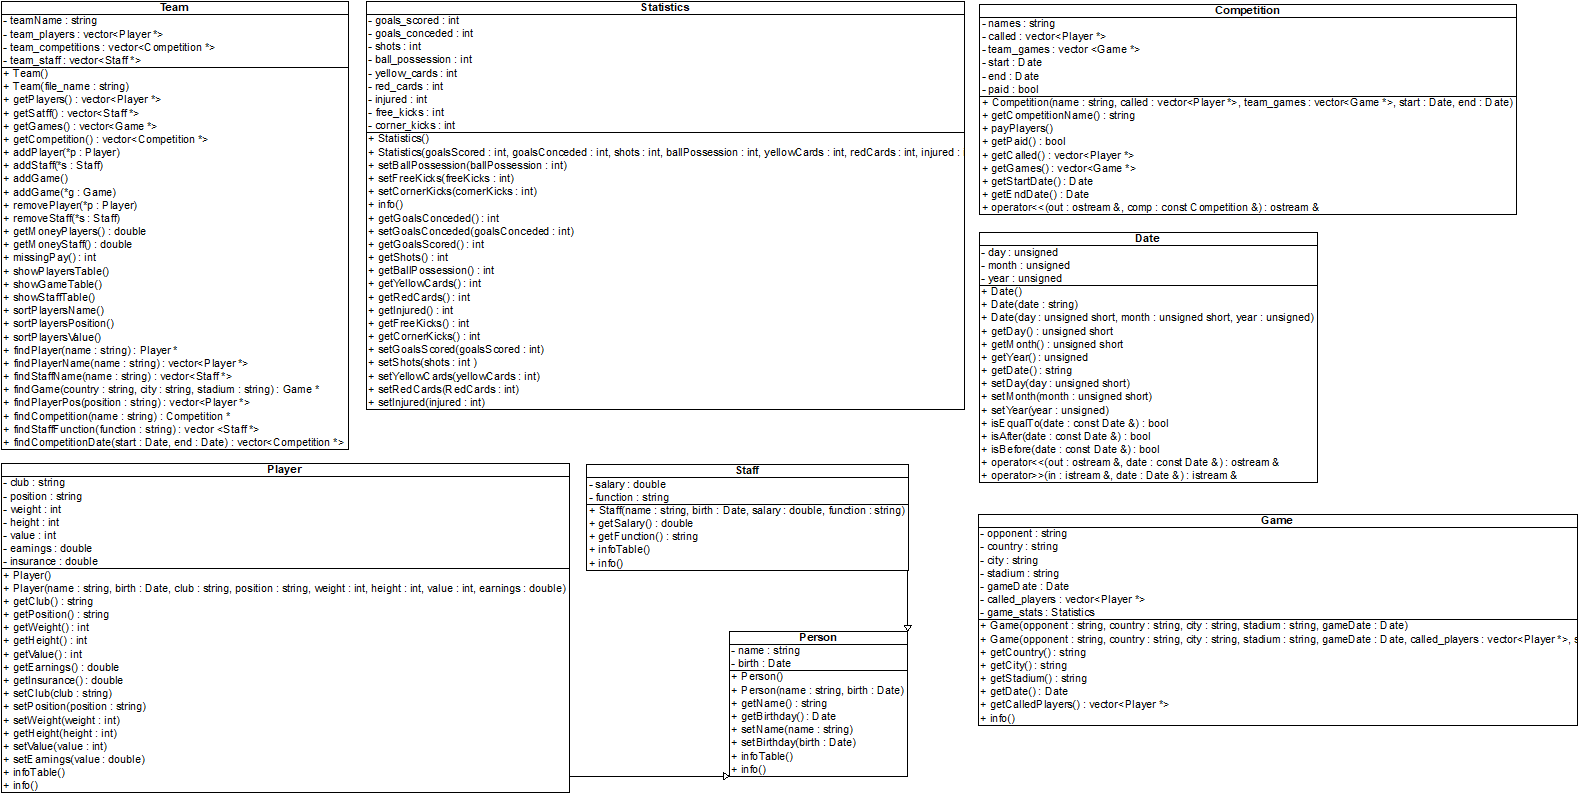 Team
- teamName : string
- team_players : vector<Player *>
- team_competitions : vector<Competition *>
- team_staff : vector<Staff *>
+ Team()
+ Team(file_name : string)
+ getPlayers() : vector<Player *>
+ getSatff() : vector<Staff *>
+ getGames() : vector<Game *>
+ getCompetition() : vector<Competition *>
+ addPlayer(*p : Player)
+ addStaff(*s : Staff)
+ addGame()
+ addGame(*g : Game)
+ removePlayer(*p : Player)
+ removeStaff(*s : Staff)
+ getMoneyPlayers() : double
+ getMoneyStaff() : double
+ missingPay() : int
+ showPlayersTable()
+ showGameTable()
+ showStaffTable()
+ sortPlayersName()
+ sortPlayersPosition()
+ sortPlayersValue()
+ findPlayer(name : string) : Player *
+ findPlayerName(name : string) : vector<Player *>
+ findStaffName(name : string) : vector<Staff *>
+ findGame(country : string, city : string, stadium : string) : Game *
+ findPlayerPos(position : string) : vector<Player *>
+ findCompetition(name : string) : Competition *
+ findStaffFunction(function : string) : vector <Staff *>
+ findCompetitionDate(start : Date, end : Date) : vector<Competition *>
Statistics
- goals_scored : int
- goals_conceded : int
- shots : int
- ball_possession : int
- yellow_cards : int
- red_cards : int
- injured : int
- free_kicks : int
- corner_kicks : int
+ Statistics()
+ Statistics(goalsScored : int, goalsConceded : int, shots : int, ballPossession : int, yellowCards : int, redCards : int, injured :
+ setBallPossession(ballPossession : int)
+ setFreeKicks(freeKicks : int)
+ setCornerKicks(cornerKicks : int)
+ info()
+ getGoalsConceded() : int
+ setGoalsConceded(goalsConceded : int)
+ getGoalsScored() : int
+ getShots() : int
+ getBallPossession() : int
+ getYellowCards() : int
+ getRedCards() : int
+ getInjured() : int
+ getFreeKicks() : int
+ getCornerKicks() : int
+ setGoalsScored(goalsScored : int)
+ setShots(shots : int )
+ setYellowCards(yellowCards : int)
+ setRedCards(RedCards : int)
+ setInjured(injured : int)
Competition
- names : string
- called : vector<Player *>
- team_games : vector <Game *>
- start : Date
- end : Date
- paid : bool
+ Competition(name : string, called : vector<Player *>, team_games : vector<Game *>, start : Date, end : Date)
+ getCompetitionName() : string
+ payPlayers()
+ getPaid() : bool
+ getCalled() : vector<Player *>
+ getGames() : vector<Game *>
+ getStartDate() : Date
+ getEndDate() : Date
+ operator<<(out : ostream &, comp : const Competition &) : ostream &
Date
- day : unsigned
- month : unsigned
- year : unsigned
+ Date()
+ Date(date : string)
+ Date(day : unsigned short, month : unsigned short, year : unsigned)
+ getDay() : unsigned short
+ getMonth() : unsigned short
+ getYear() : unsigned
+ getDate() : string
+ setDay(day : unsigned short)
+ setMonth(month : unsigned short)
+ setYear(year : unsigned)
+ isEqualTo(date : const Date &) : bool
+ isAfter(date : const Date &) : bool
+ isBefore(date : const Date &) : bool
+ operator<<(out : ostream &, date : const Date &) : ostream &
+ operator>>(in : istream &, date : Date &) : istream &
Player
- club : string
- position : string
- weight : int
- height : int
- value : int
- earnings : double
- insurance : double
+ Player()
+ Player(name : string, birth : Date, club : string, position : string, weight : int, height : int, value : int, earnings : double)
+ getClub() : string
+ getPosition() : string
+ getWeight() : int
+ getHeight() : int
+ getValue() : int
+ getEarnings() : double
+ getInsurance() : double
+ setClub(club : string)
+ setPosition(position : string)
+ setWeight(weight : int)
+ getHeight(height : int)
+ setValue(value : int)
+ setEarnings(value : double)
+ infoTable()
+ info()
Staff
- salary : double
- function : string
+ Staff(name : string, birth : Date, salary : double, function : string)
+ getSalary() : double
+ getFunction() : string
+ infoTable()
+ info()
Person
- name : string
- birth : Date
+ Person()
+ Person(name : string, birth : Date)
+ getName() : string
+ getBirthday() : Date
+ setName(name : string)
+ setBirthday(birth : Date)
+ infoTable()
+ info()
Game
- opponent : string
- country : string
- city : string
- stadium : string
- gameDate : Date
- called_players : vector<Player *>
- game_stats : Statistics
+ Game(opponent : string, country : string, city : string, stadium : string, gameDate : Date)
+ Game(opponent : string, country : string, city : string, stadium : string, gameDate : Date, called_players : vector<Player *>, s
+ getCountry() : string
+ getCity() : string
+ getStadium() : string
+ getDate() : Date
+ getCalledPlayers() : vector<Player *>
+ info()